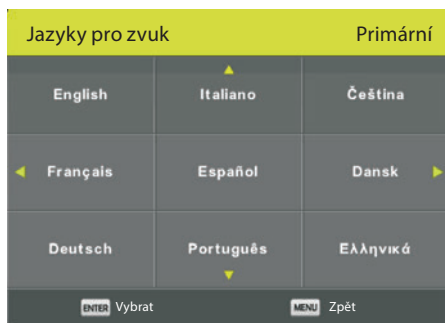 Jazyky pro zvuk Primární
English Italiano Čeština
Français Español Dansk
Deutsch Português Ελληνικά
ENTER Vybrat MENU Zpět